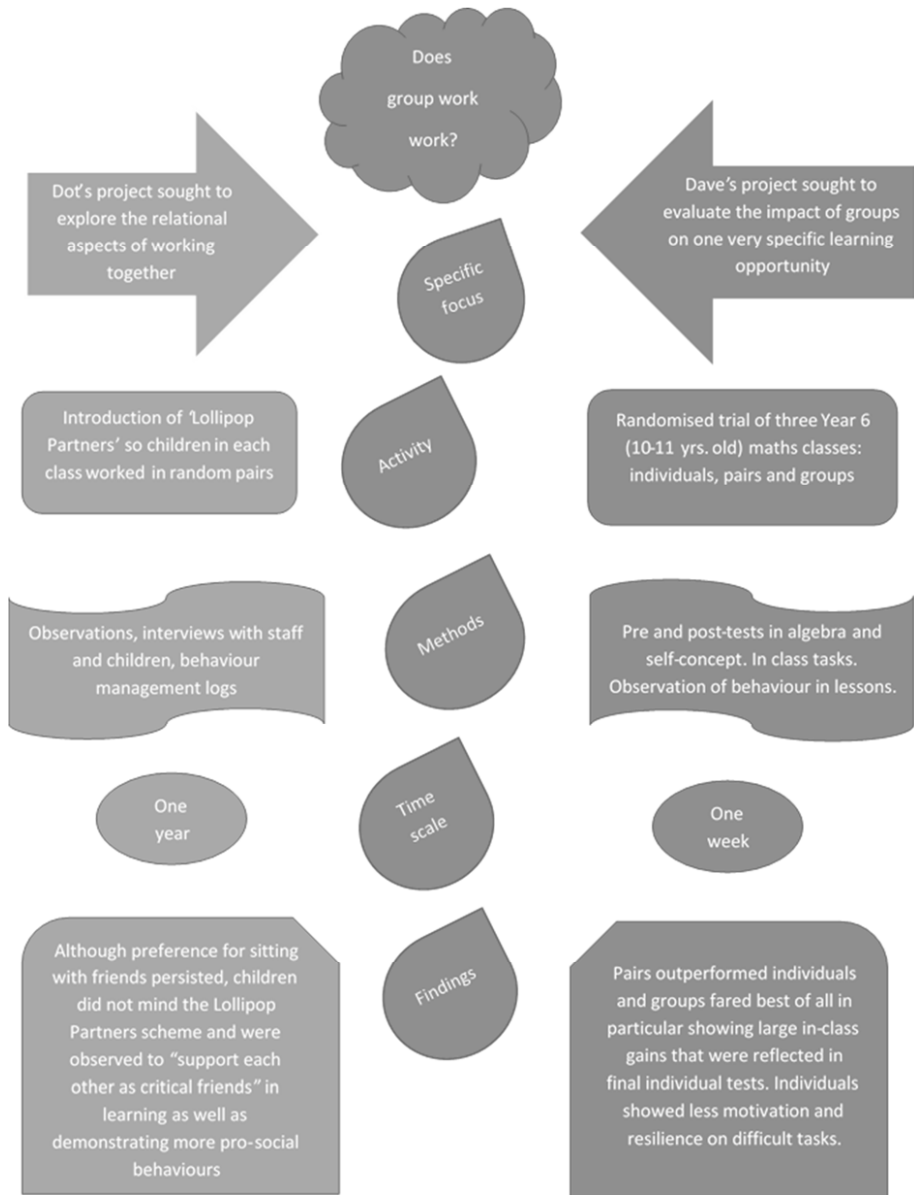 Does
group work
work?
Dot's project sought to
explore the relational
aspects of working
together
Dave's project sought to
evaluate the impact of groups
on one very specific learning
opportunity
Specific
focus
Introduction of 'Lollipop
Partners' so children in each
class worked in random pairs
Activity
Randomised trial of three Year 6
(10-11 yrs. old) maths classes:
individuals, pairs and groups
Observations, interviews with staff
and children, behaviour
management logs
Methods
Pre and post-tests in algebra and
self-concept. In class tasks.
Observation of behaviour in lessons.
One
year
Time
scale
One
week
Although preference for sitting
with friends persisted, children
did not mind the Lollipop
Partners scheme and were
observed to "support each
other as critical friends" in
learning as well as
demonstrating more pro-social
behaviours
Findings
Pairs outperformed individuals
and groups fared best of all in
particular showing large in-class
gains that were reflected in
final individual tests. Individuals
showed less motivation and
resilience on difficult tasks.